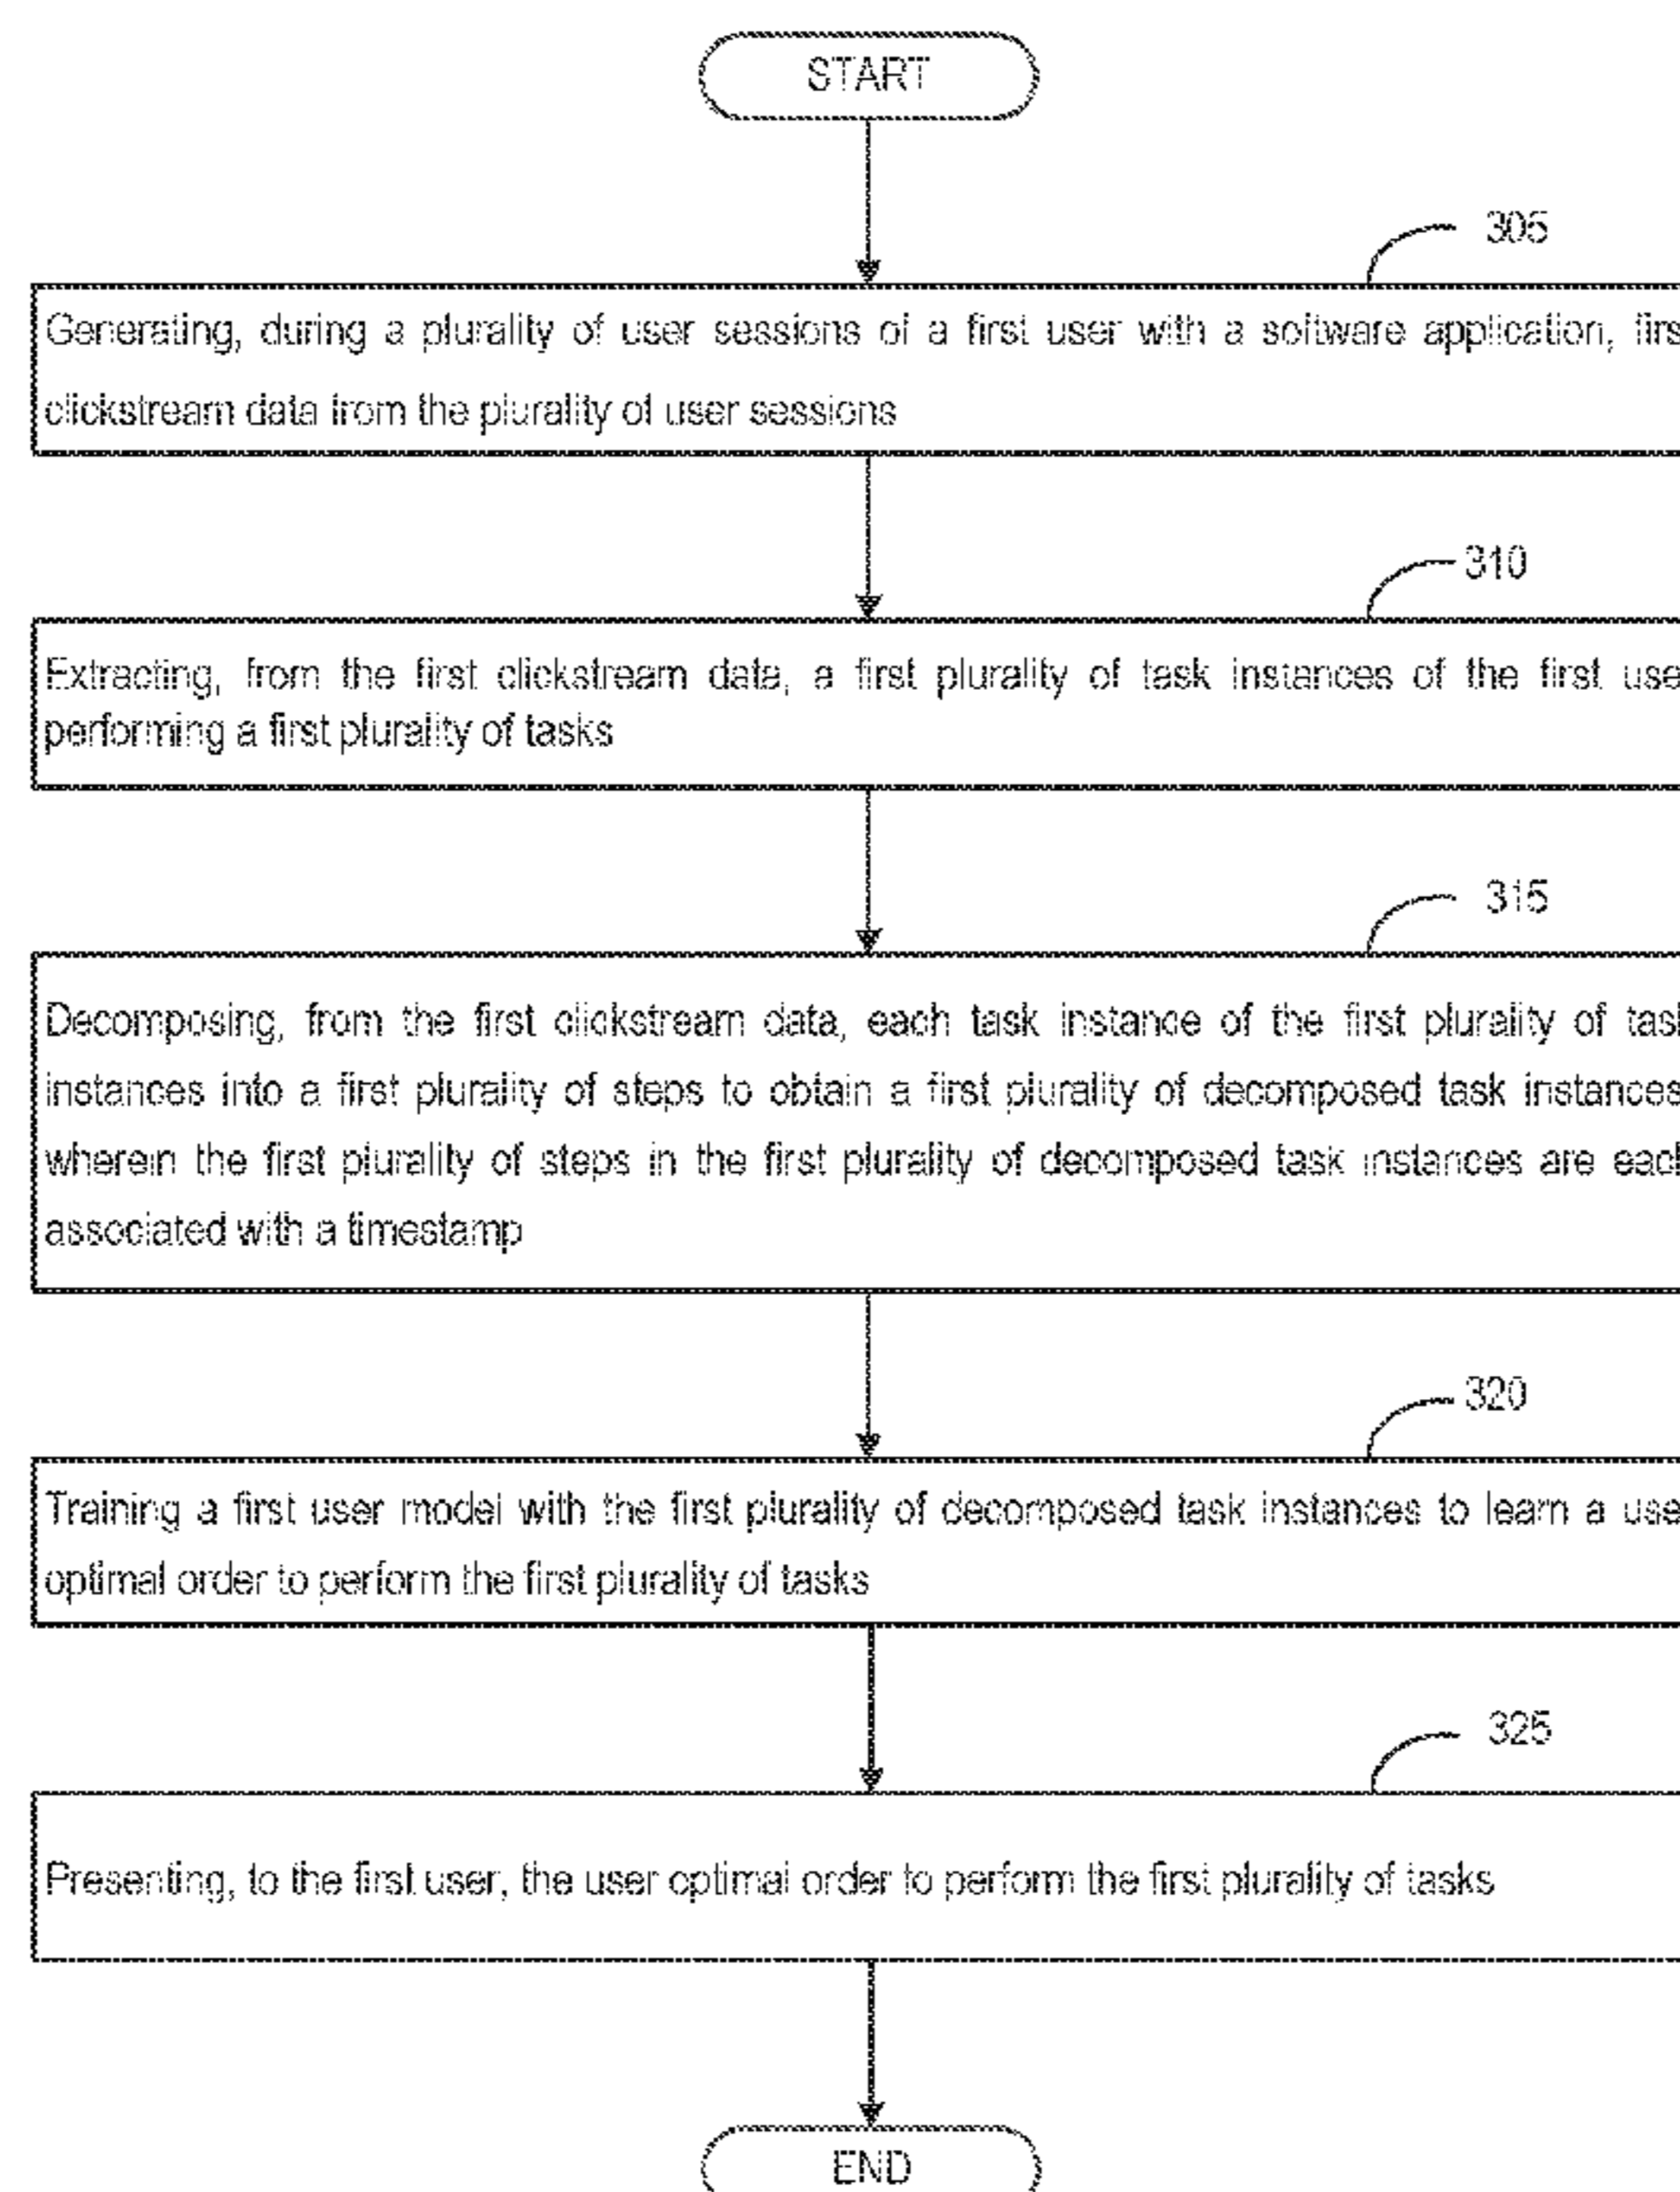 START
305
Generating, during a plurality of user sessions of a first user with a software application, firs
clickstream data from the plurality of user sessions
310
Extracting, from the first clickstream data, a first plurality of task instances of the first use
performing a first plurality of tasks
315
Decomposing, from the first clickstream data, each task instance of the first plurality of tas
instances into a first plurality of steps to obtain a first plurality of decomposed task instances
wherein the first plurality of steps in the first plurality of decomposed task instances are each
associated with a timestamp
320
Training a first user model with the first plurality of decomposed task instances to learn a use
optimal order to perform the first plurality of tasks
325
Presenting, to the first user, the user optimal order to perform the first plurality of tasks
END